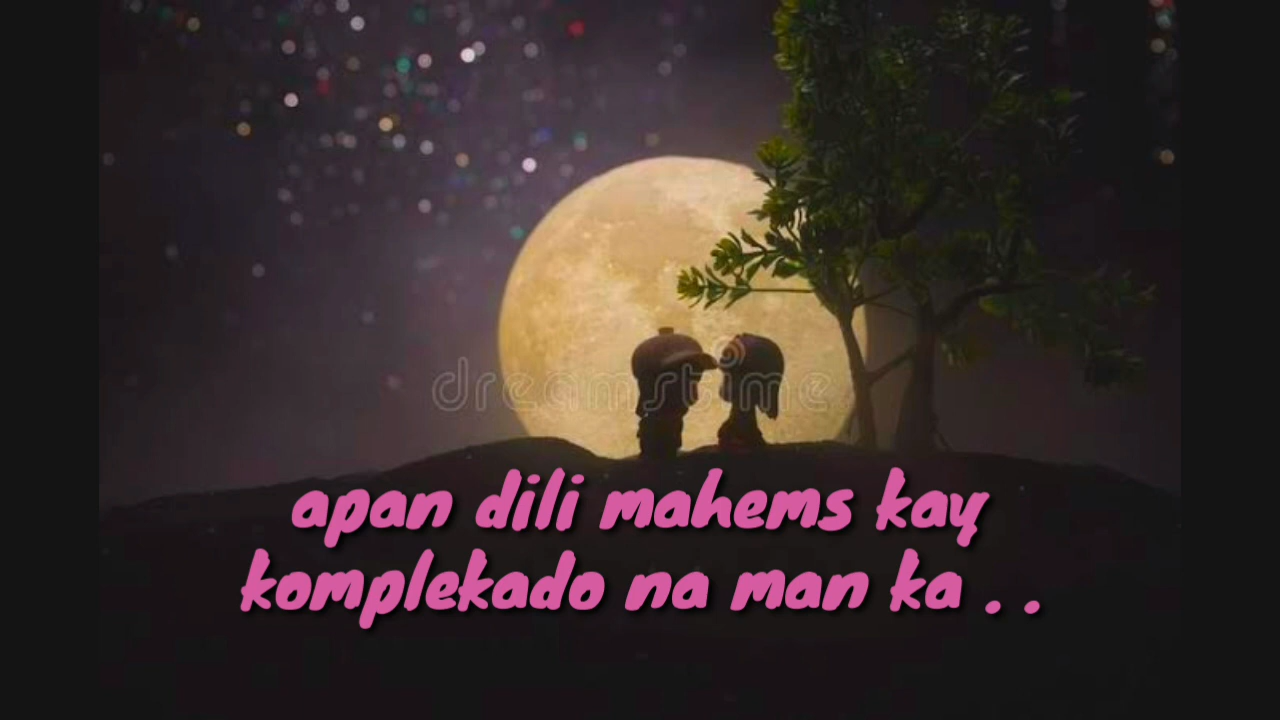 dreamstime
apan dili mahems kay
komplekado na man ka . .